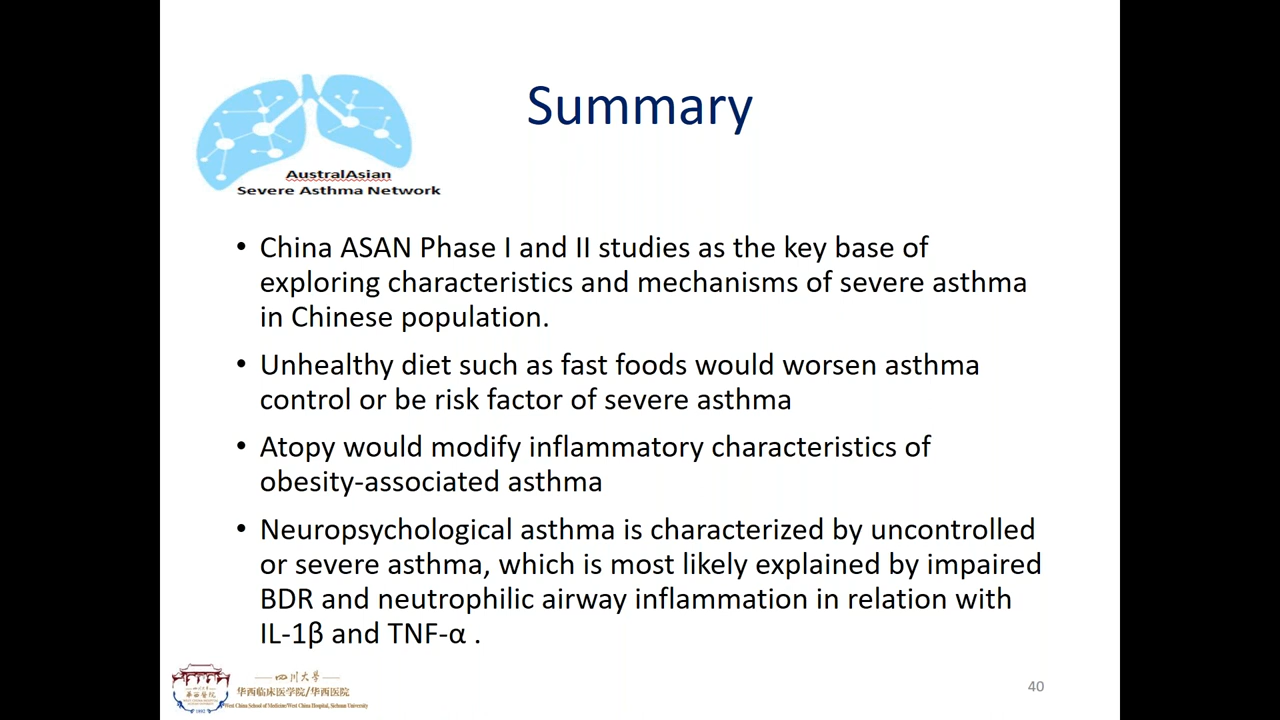 Summary
AustralAsian
Severe Asthma Network
• China ASAN Phase I and II studies as the key base of
exploring characteristics and mechanisms of severe asthma
in Chinese population.
• Unhealthy diet such as fast foods would worsen asthma
control or be risk factor of severe asthma
• Atopy would modify inflammatory characteristics of
obesity-associated asthma
• Neuropsychological asthma is characterized by uncontrolled
or severe asthma, which is most likely explained by impaired
BDR and neutrophilic airway inflammation in relation with
IL-1β and TNF-α .
四川大学
华西临床医学院/华西医院
West China School of Medicine/West China Hospital, Sichuan University
1892
40